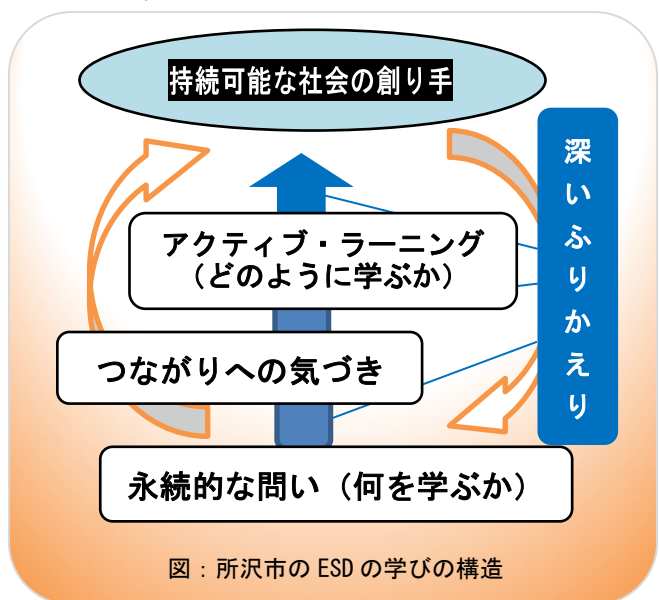 持続可能な社会の創り手
深いふりかえり
アクティブ・ラーニング
（どのように学ぶか）
つながりへの気づき
永続的な問い（何を学ぶか）
図：所沢市の ESD の学びの構造